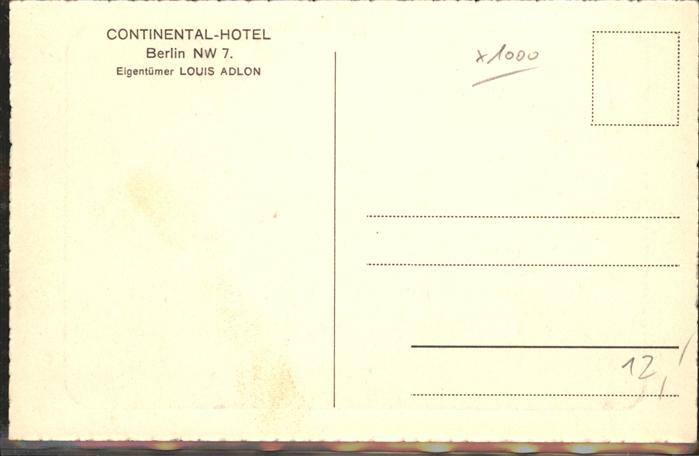 CONTINENTAL-HOTEL
Berlin NW 7.
Eigentümer LOUIS ADLON
x1000
12,